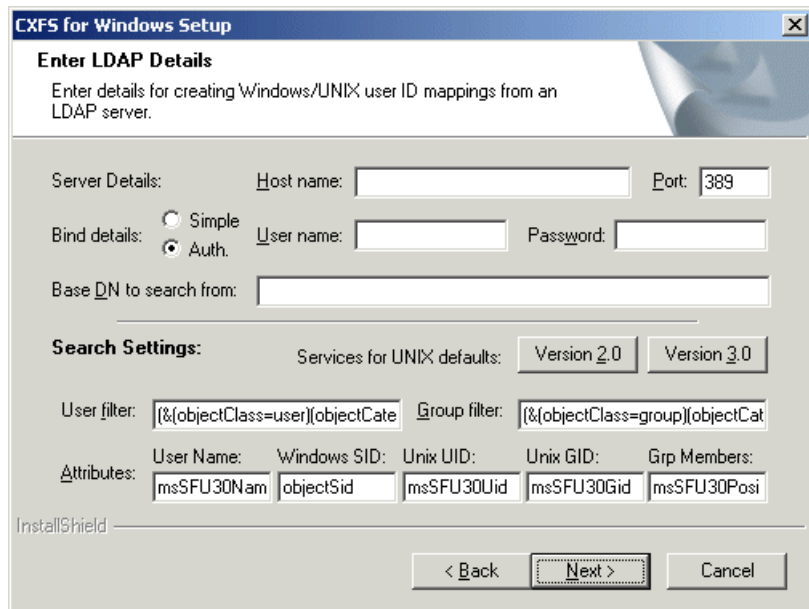 CXFS for Windows Setup
Enter LDAP Details
Enter details for creating Windows/UNIX user ID mappings from an
LDAP server.
Server Details: Host name: Port: 389
Simple
Bind details: User name: Password:
Auth.
Base DN to search from:
Search Settings: Services for UNIX defaults: Version 2.0 Version 3.0
User filter: (&(objectClass=user)(objectCate Group filter: (&(objectClass=group)(objectCat
User Name: Windows SID: Unix UID: Unix GID: Grp Members:
Attributes: msSFU30Nam objectSid msSFU30Uid msSFU30Gid msSFU30Posi
InstallShield
< Back Next > Cancel